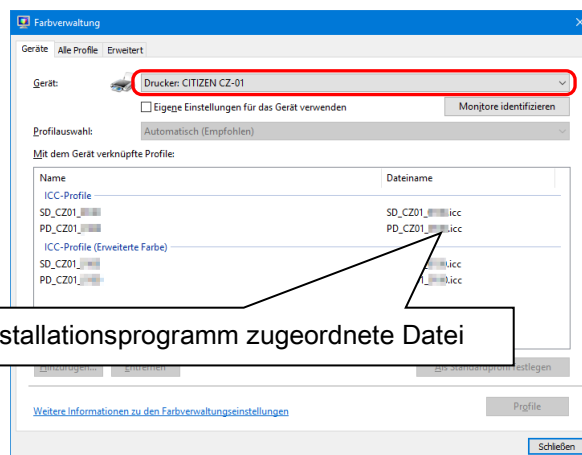 Farbverwaltung
Geräte Alle Profile Erweitert
Gerät: Drucker: CITIZEN CZ-01
Eigene Einstellungen für das Gerät verwenden Monitore identifizieren
Profilauswahl: Automatisch (Empfohlen)
Mit dem Gerät verknüpfte Profile:
Name Dateiname
ICC-Profile
SD_CZ01_ SD_CZ01_ .icc
PD_CZ01_ PD_CZ01_ .icc
ICC-Profile (Erweiterte Farbe)
SD_CZ01_ .icc
PD_CZ01_ 1_ .icc
stallationsprogramm zugeordnete Datei
Hinzufügen... Entfernen Als Standardprofil festlegen
Weitere Informationen zu den Farbverwaltungseinstellungen Profile
Schließen